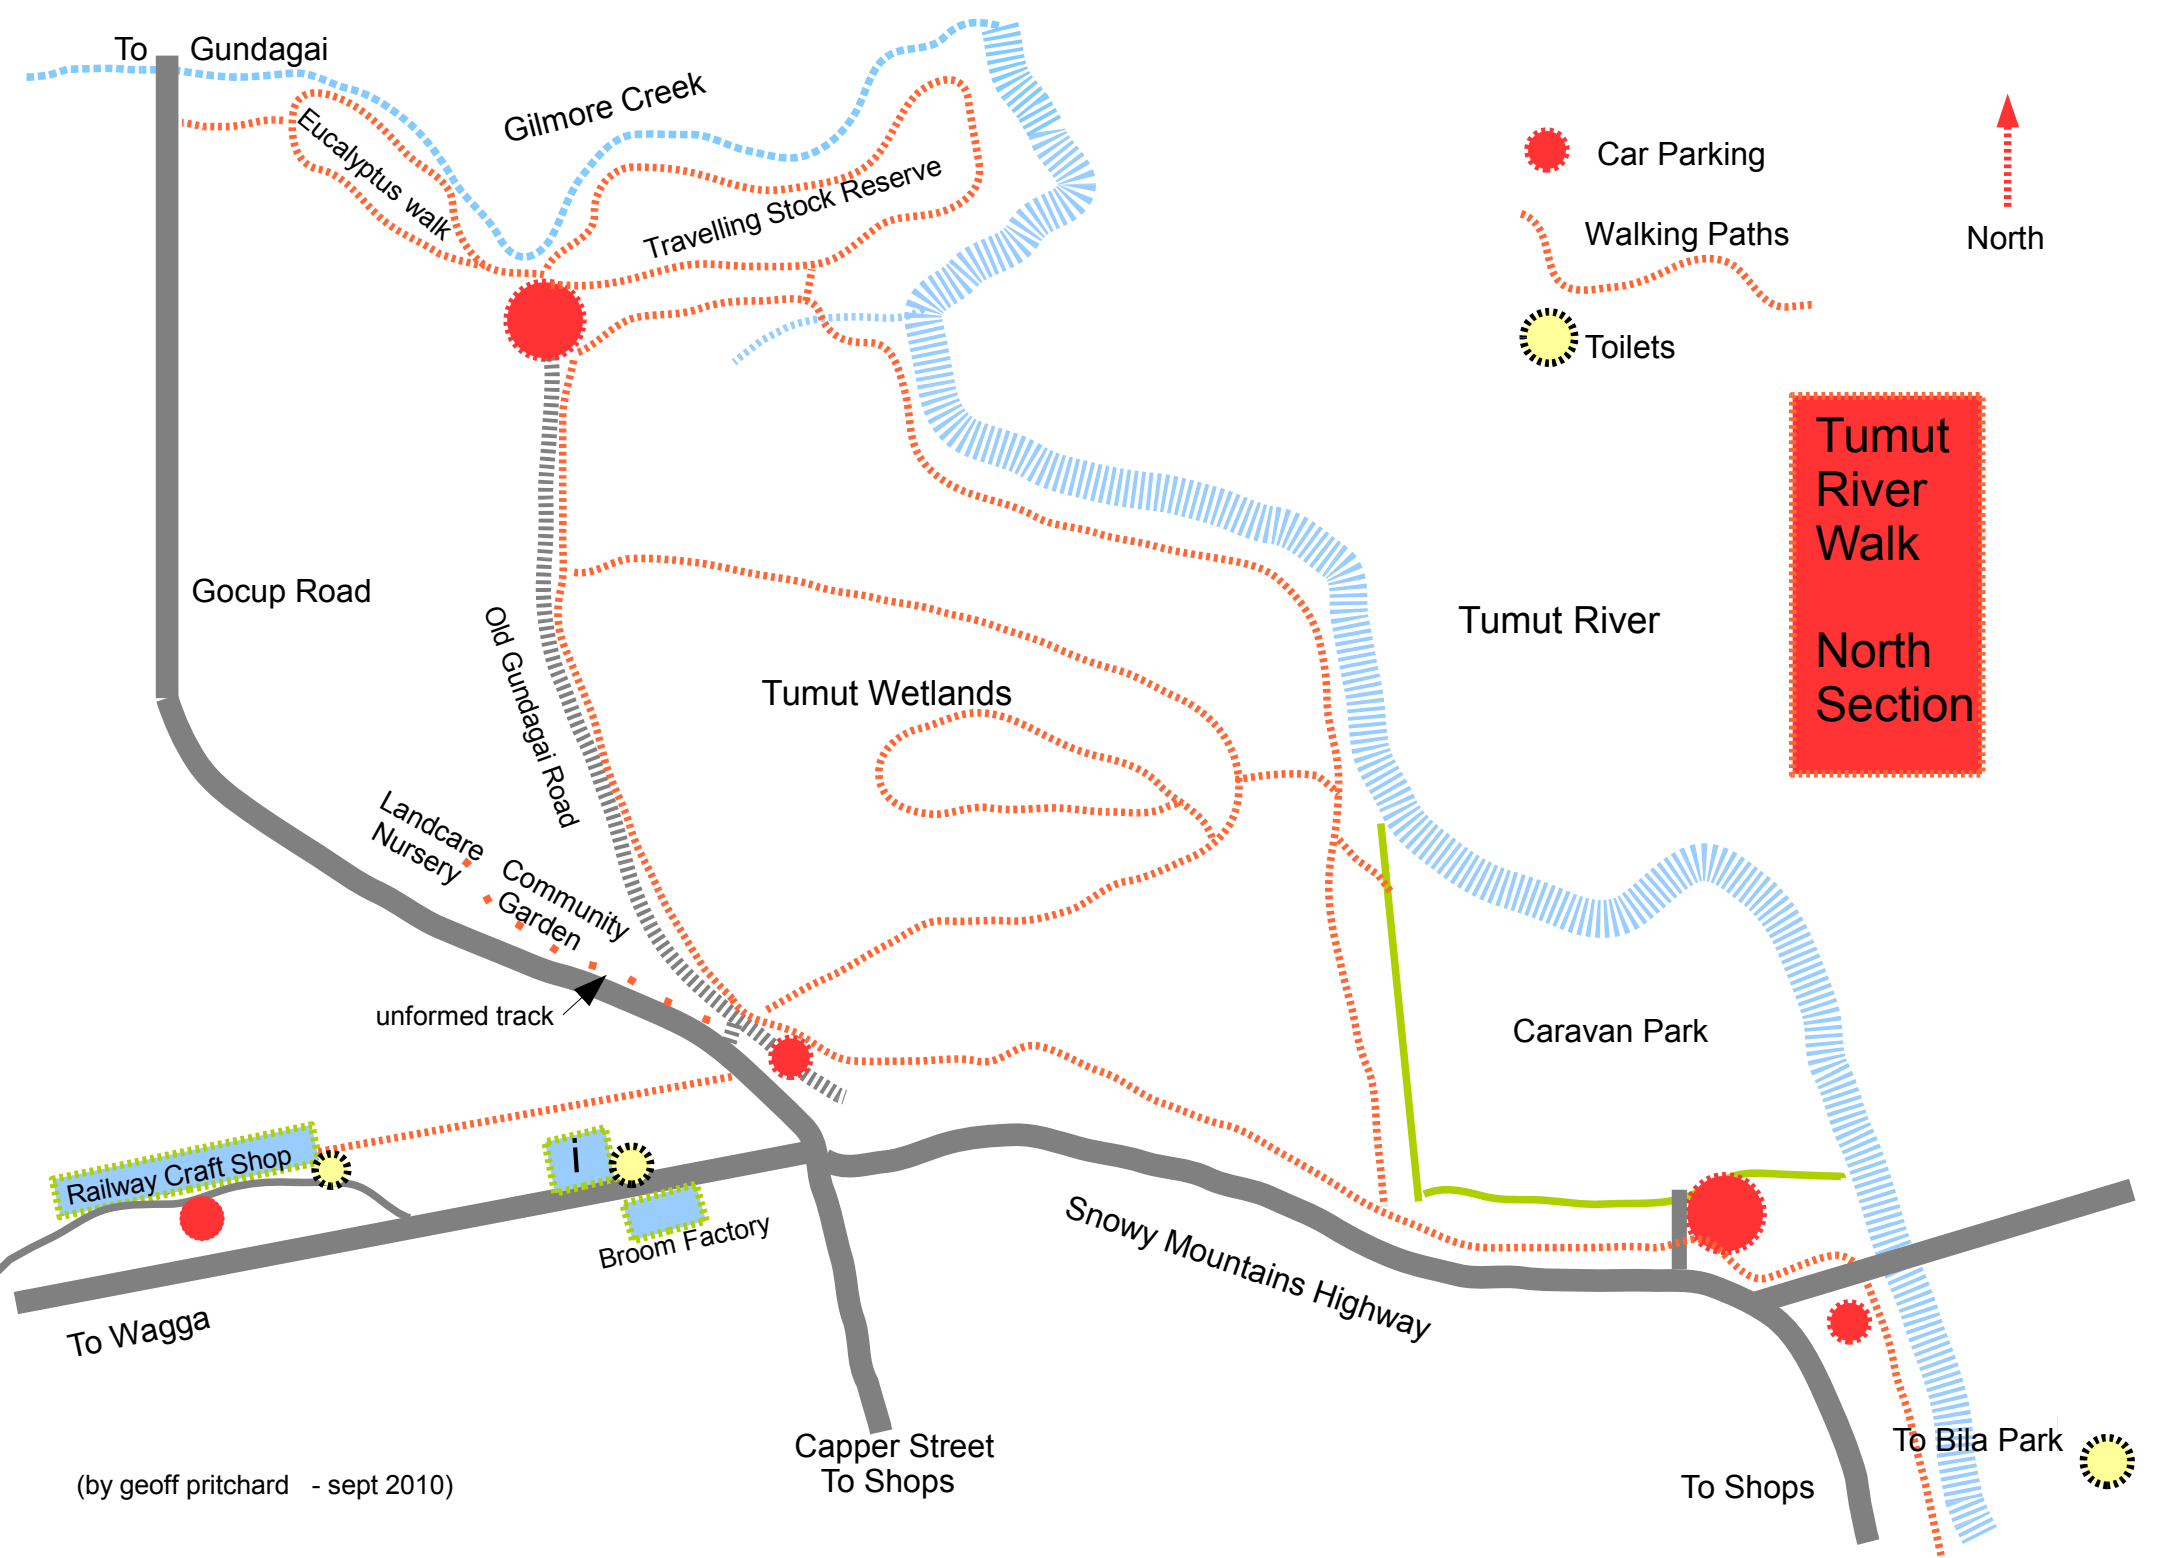 To Gundagai
Gilmore Creek
Eucalyptus walk
Travelling Stock Reserve
Car Parking
Walking Paths
Toilets
North
Tumut
River
Walk
North
Section
Gocup Road
Old Gundagai Road
Tumut River
Tumut Wetlands
Landcare
Nursery
Community
Garden
unformed track
Caravan Park
Railway Craft Shop
i
Broom Factory
Snowy Mountains Highway
To Wagga
Capper Street
To Shops
To Bila Park
To Shops
(by geoff pritchard - sept 2010)